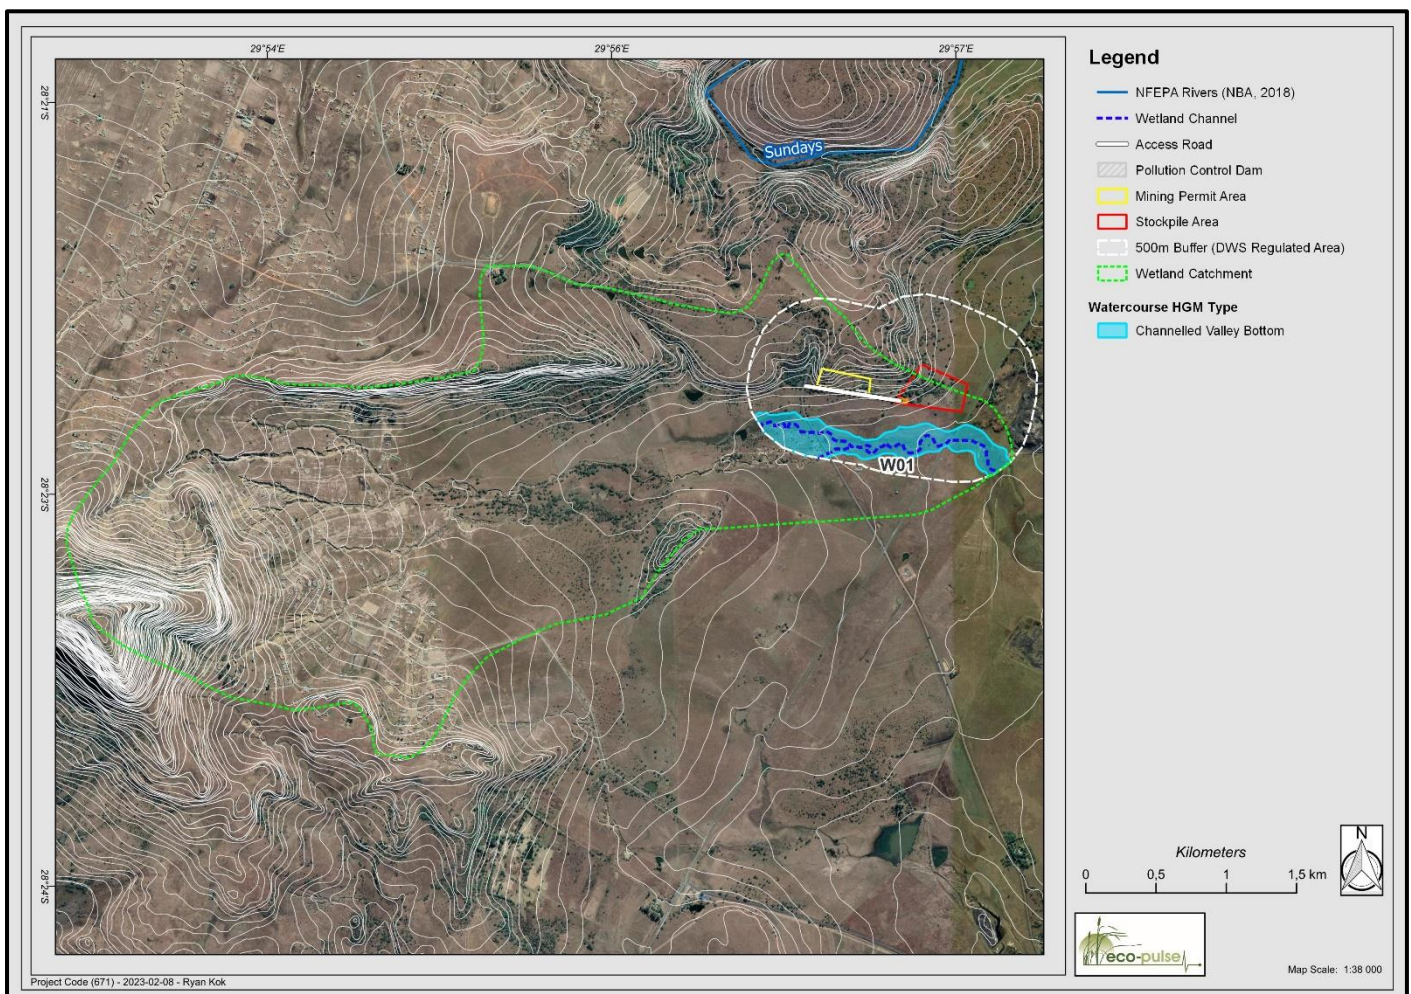 29°54'E 29°56'E 29°57'E
28°21'S
28°23'S
28°24'S
Sundays
W01
Legend
NFEPA Rivers (NBA, 2018)
Wetland Channel
Access Road
Pollution Control Dam
Mining Permit Area
Stockpile Area
500m Buffer (DWS Regulated Area)
Wetland Catchment
Watercourse HGM Type
Channelled Valley Bottom
N
Kilometers
0 0,5 1 1,5 km
eco-pulse
Map Scale: 1:38 000
Project Code (671) - 2023-02-08 - Ryan Kok